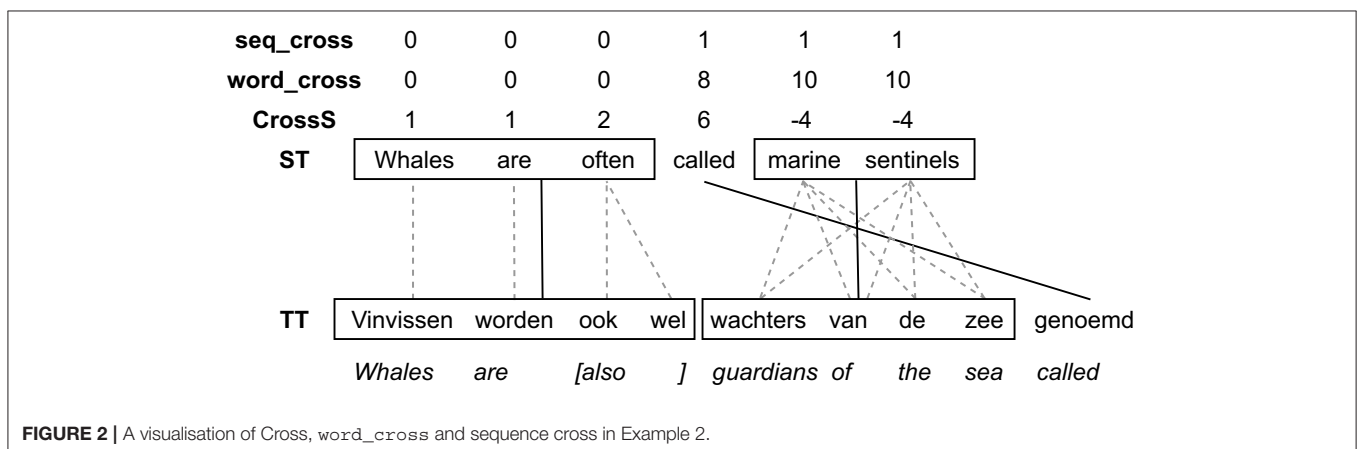 seq_cross 0 0 0 1 1 1
word_cross 0 0 0 8 10 10
CrossS 1 1 2 6 -4 -4
ST Whales are often called marine sentinels
TT Vinvissen worden ook wel wachters van de zee genoemd
Whales are [also ] guardians of the sea called
FIGURE 2 | A visualisation of Cross, word_cross and sequence cross in Example 2.